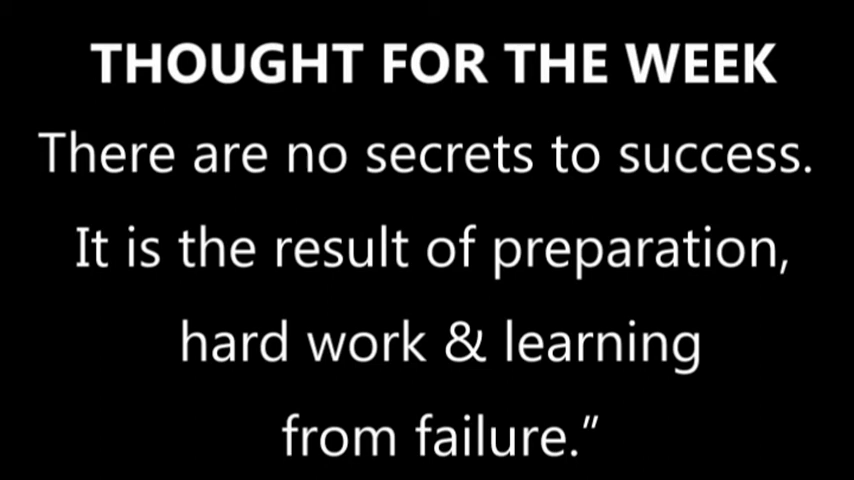 THOUGHT FOR THE WEEK
There are no secrets to success.
It is the result of preparation,
hard work & learning
from failure.”